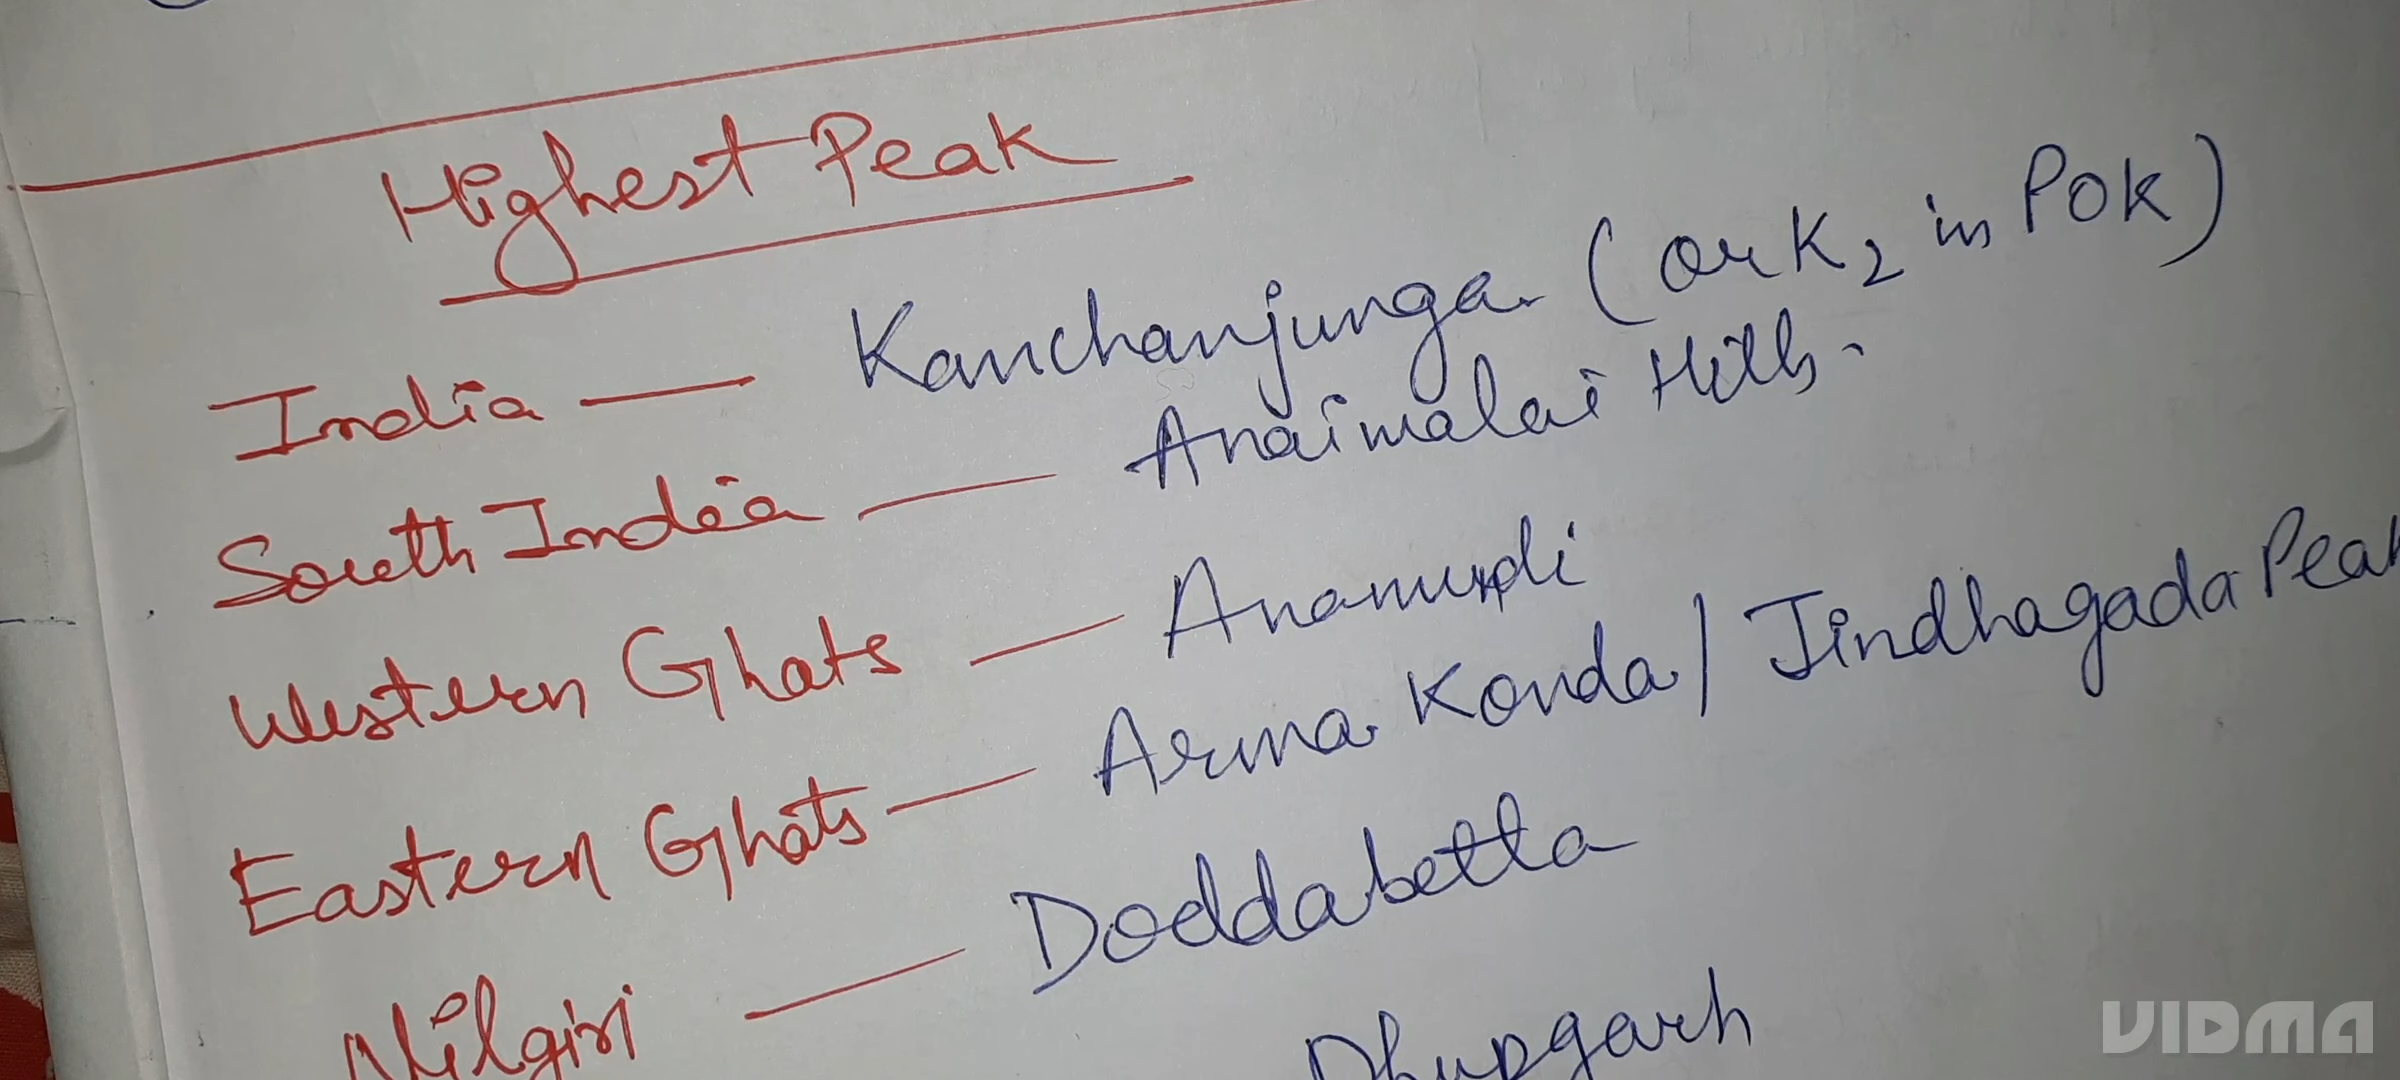 Highest Peak
India — Kanchanjunga (or K2 in POK)
South India — Anaimalai Hills.
Western Ghats — Anamudi
Eastern Ghats — Arma Konda / Jindhagada Peak
Nilgiri — Doddabetta
Dhupgarh
VIDMA